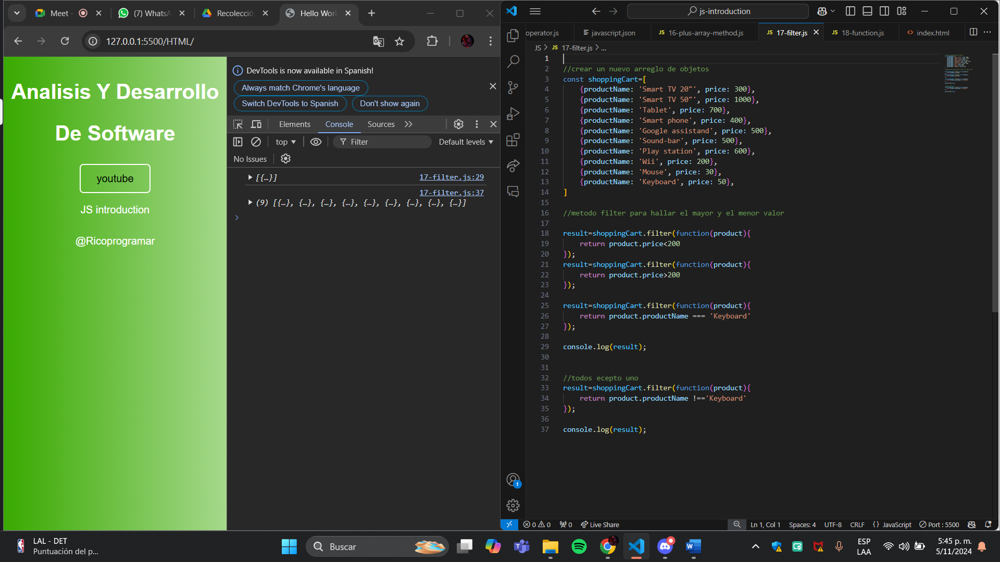 Meet -
(7) WhatsA
Recolecció
Hello Worl
127.0.0.1:5500/HTML/
Analisis Y Desarrollo
De Software
youtube
JS introduction
@Ricoprogramar
DevTools is now available in Spanish!
Always match Chrome's language
Switch DevTools to Spanish
Don't show again
Elements
Console
Sources
top
Filter
Default levels
No Issues
[{…}]
17-filter.js:29
17-filter.js:37
(9) [{…}, {…}, {…}, {…}, {…}, {…}, {…}, {…}, {…}]
js-introduction
operator.js
javascript.json
JS 16-plus-array-method.js
JS 17-filter.js
JS 18-function.js
index.html
JS > JS 17-filter.js > ...
1
2 //crear un nuevo arreglo de objetos
3 const shoppingCart=[
4 {productName: 'Smart TV 20"', price: 300},
5 {productName: 'Smart TV 50"', price: 1000},
6 {productName: 'Tablet', price: 700},
7 {productName: 'Smart phone', price: 400},
8 {productName: 'Google assistand', price: 500},
9 {productName: 'Sound-bar', price: 500},
10 {productName: 'Play station', price: 600},
11 {productName: 'Wii', price: 200},
12 {productName: 'Mouse', price: 30},
13 {productName: 'Keyboard', price: 50},
14 ]
15
16 //metodo filter para hallar el mayor y el menor valor
17
18 result=shoppingCart.filter(function(product){
19 return product.price<200
20 });
21 result=shoppingCart.filter(function(product){
22 return product.price>200
23 });
24
25 result=shoppingCart.filter(function(product){
26 return product.productName === 'Keyboard'
27 });
28
29 console.log(result);
30
31
32 //todos ecepto uno
33 result=shoppingCart.filter(function(product){
34 return product.productName !=='Keyboard'
35 });
36
37 console.log(result);
1
0 0
0
Live Share
Ln 1, Col 1
Spaces: 4
UTF-8
CRLF
{ } JavaScript
Port : 5500
LAL - DET
Puntuación del p...
Buscar
ESP
LAA
5:45 p. m.
5/11/2024